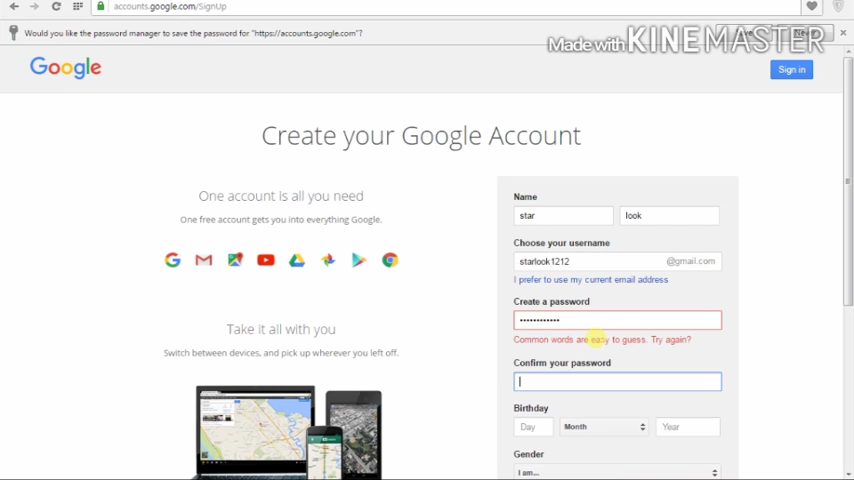 accounts.google.com/SignUp
Would you like the password manager to save the password for "https://accounts.google.com"?
Made with KINEMASTER
Google
Sign in
Create your Google Account
One account is all you need
One free account gets you into everything Google.
Take it all with you
Switch between devices, and pick up wherever you left off.
Name
star look
Choose your username
starlook1212 @gmail.com
I prefer to use my current email address
Create a password
Common words are easy to guess. Try again?
Confirm your password
Birthday
Day Month Year
Gender
I am...